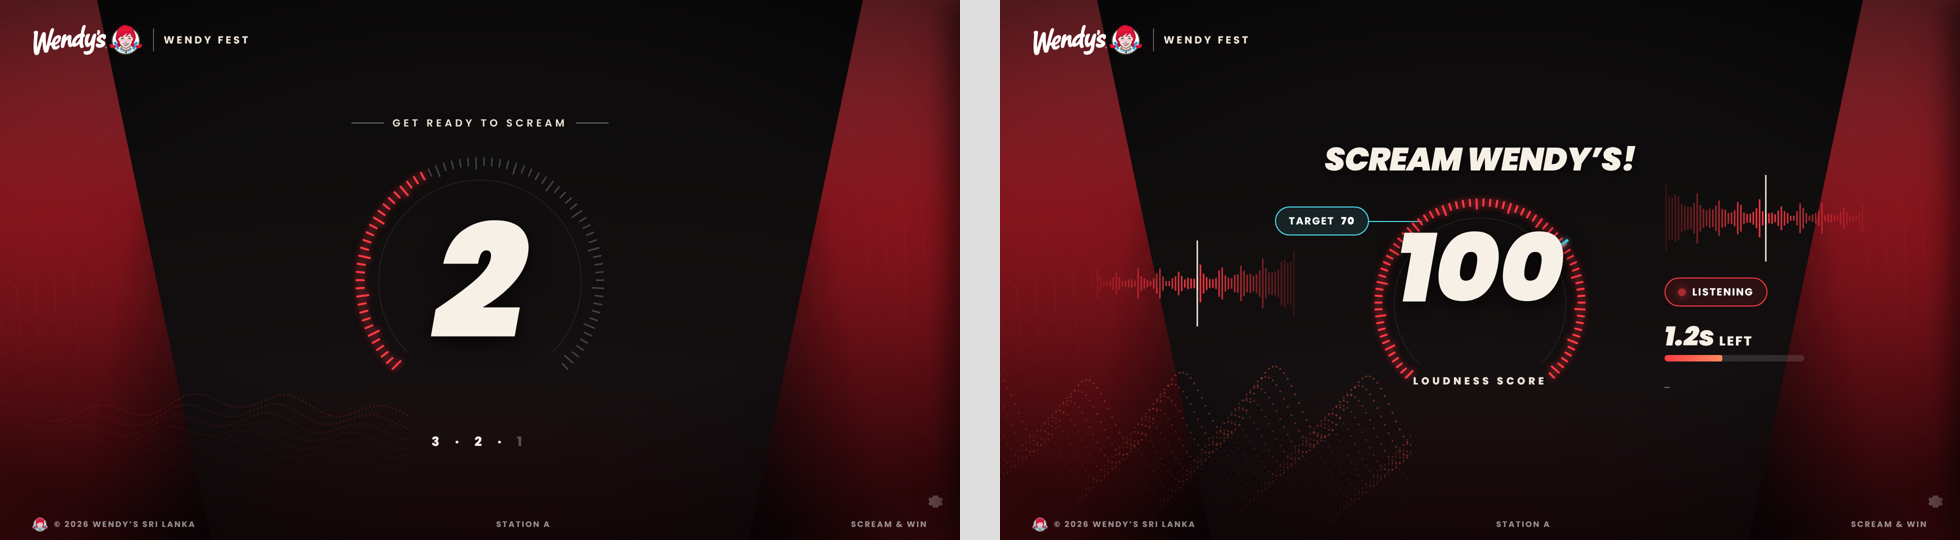 Wendy's
WENDY FEST
GET READY TO SCREAM
2
3 · 2 · 1
© 2026 WENDY'S SRI LANKA
STATION A
SCREAM & WIN
Wendy's
WENDY FEST
SCREAM WENDY'S!
TARGET 70
100
LOUDNESS SCORE
LISTENING
1.2s LEFT
–
© 2026 WENDY'S SRI LANKA
STATION A
SCREAM & WIN